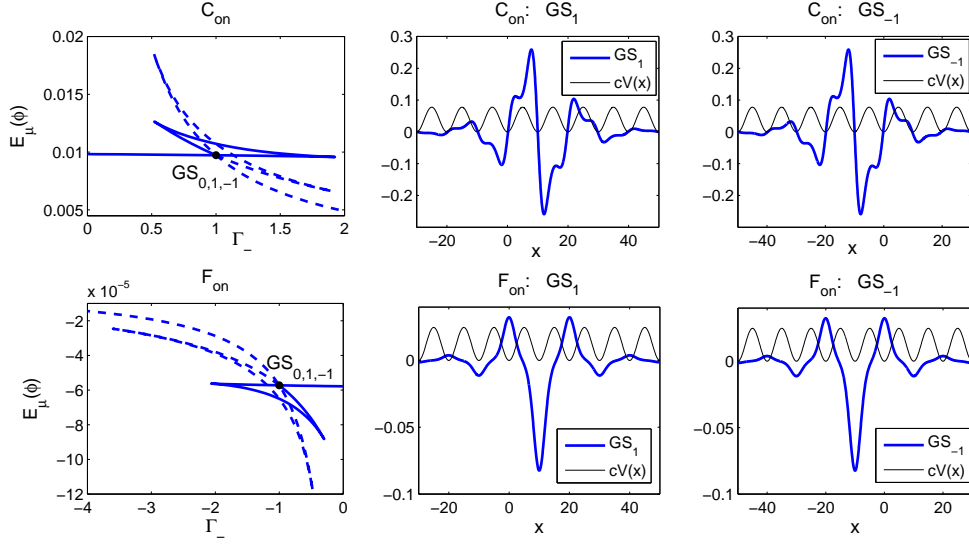 C_on
0.02
0.015
0.01
0.005
E_μ(ϕ)
GS_0,1,−1
0 0.5 1 1.5 2
Γ_−
C_on: GS_1
0.3
0.2
0.1
0
−0.1
−0.2
GS_1
cV(x)
−20 0 20 40
x
C_on: GS_−1
0.3
0.2
0.1
0
−0.1
−0.2
GS_−1
cV(x)
−40 −20 0 20
x
F_on
x 10^−5
−2
−4
−6
−8
−10
−12
E_μ(ϕ)
GS_0,1,−1
−4 −3 −2 −1 0
Γ_−
F_on: GS_1
0
−0.05
−0.1
GS_1
cV(x)
−20 0 20 40
x
F_on: GS_−1
0
−0.05
−0.1
GS_−1
cV(x)
−40 −20 0 20
x